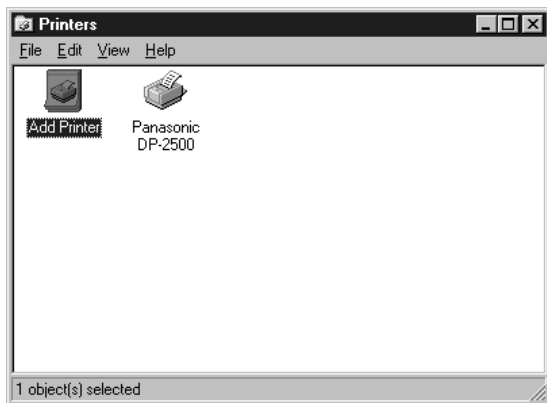 Printers
File Edit View Help
Add Printer
Panasonic
DP-2500
1 object(s) selected